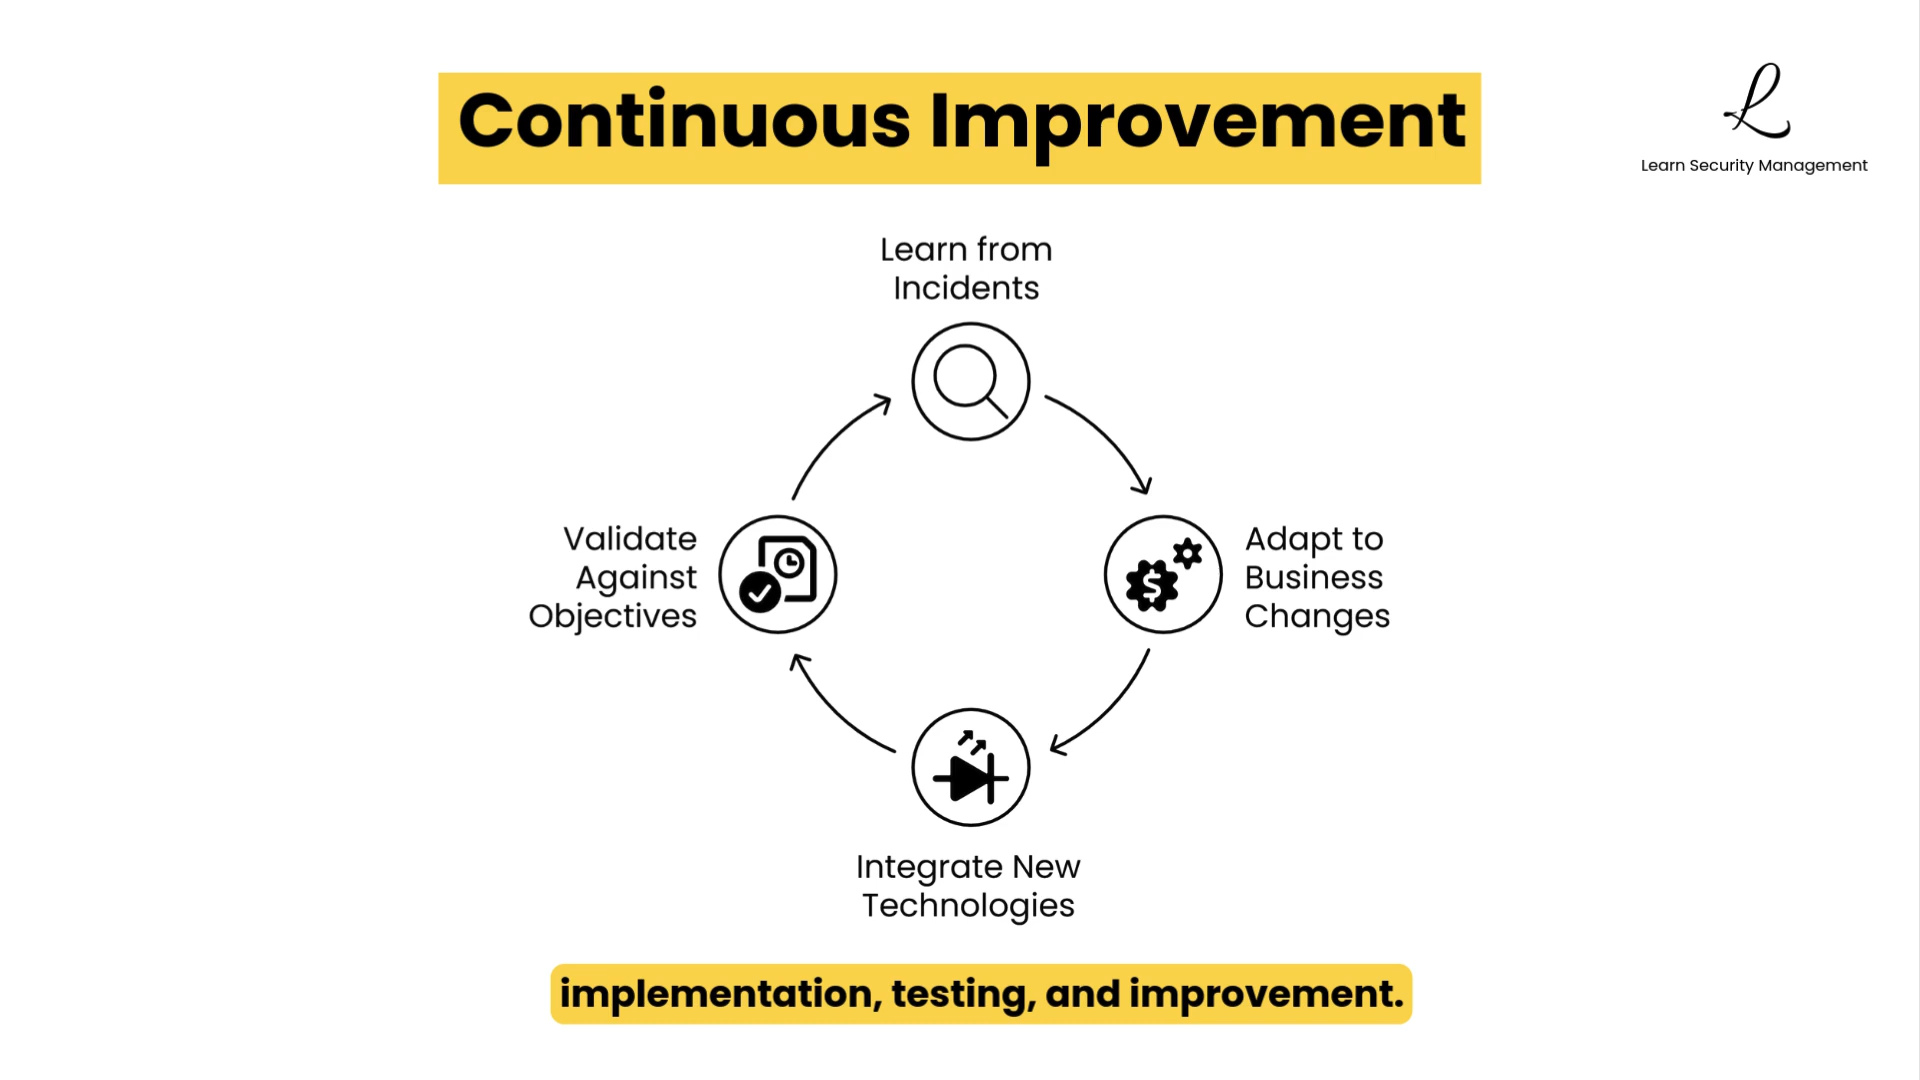 Continuous Improvement
L
Learn Security Management
Learn from
Incidents
Validate
Against
Objectives
$
Adapt to
Business
Changes
Integrate New
Technologies
implementation, testing, and improvement.